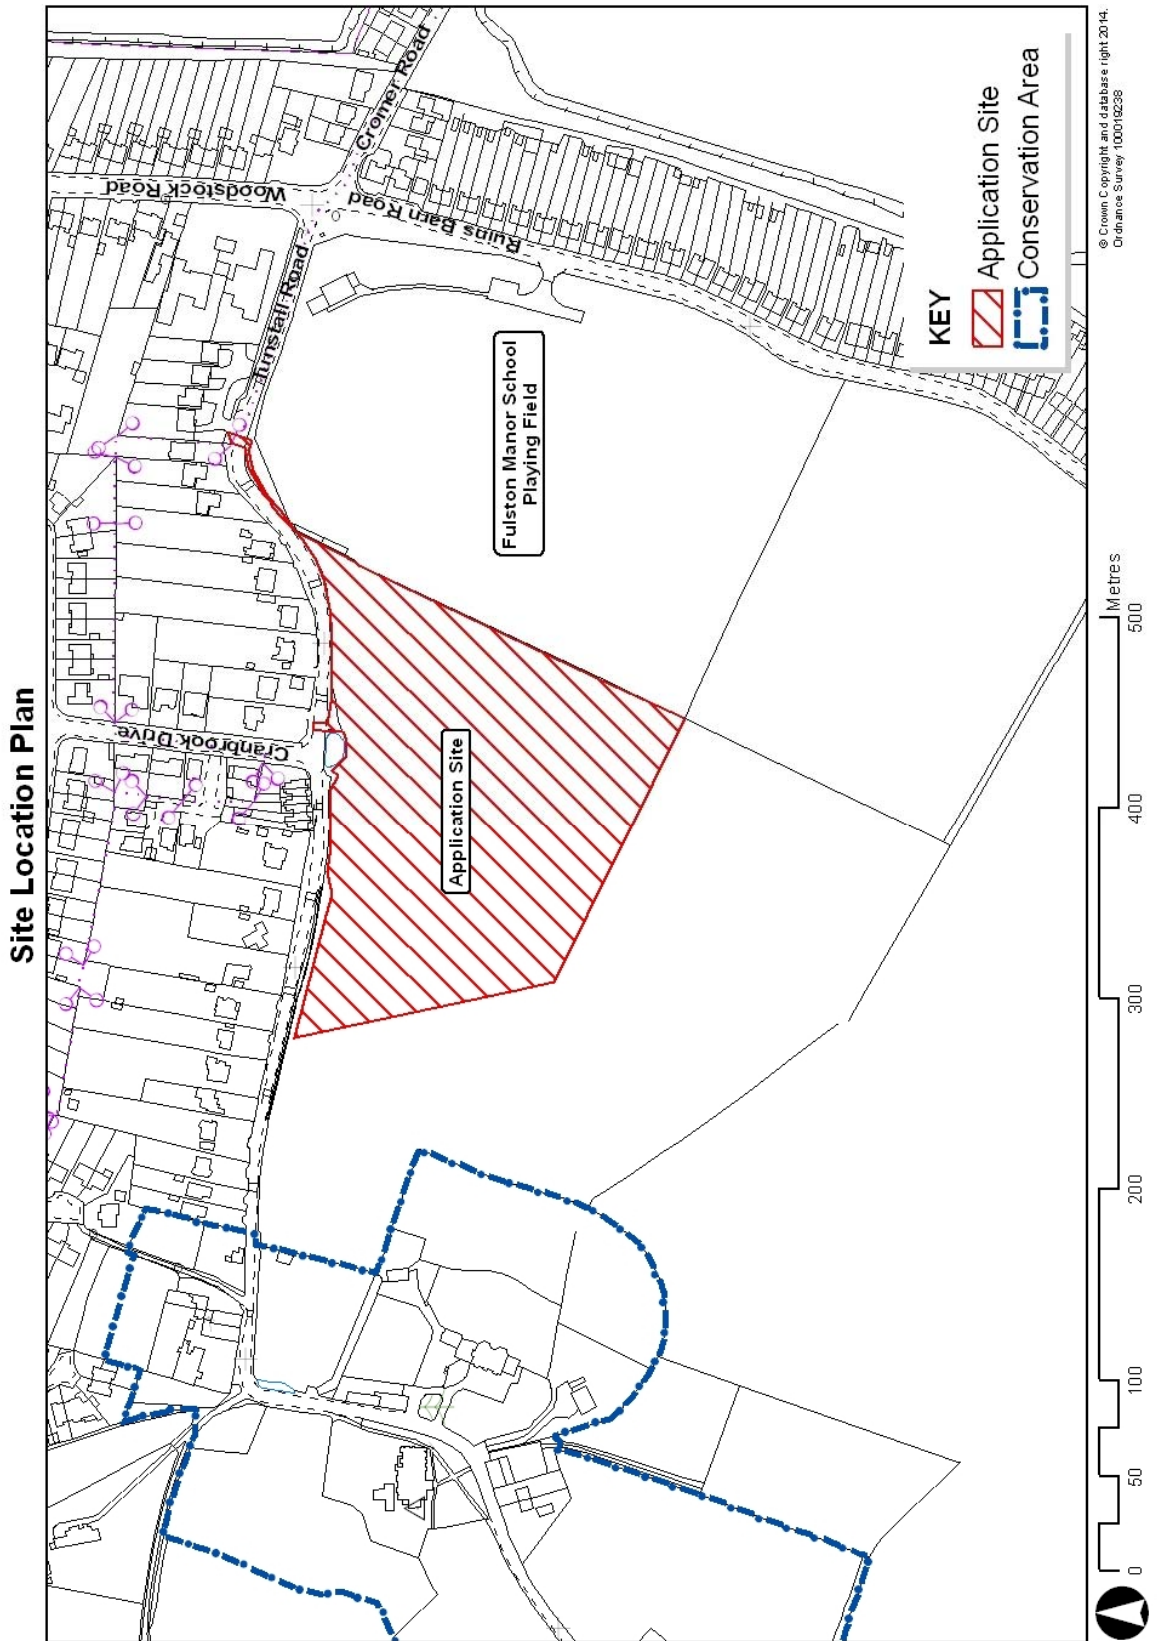 Site Location Plan
Woodstock Road
Cromer Road
Tunstall Road
Ruins Barn Road
Cranbrook Drive
Fulston Manor School
Playing Field
Application Site
KEY
Application Site
Conservation Area
0 50 100 200 300 400 500
Metres
© Crown Copyright and database right 2014.
Ordnance Survey 100019238